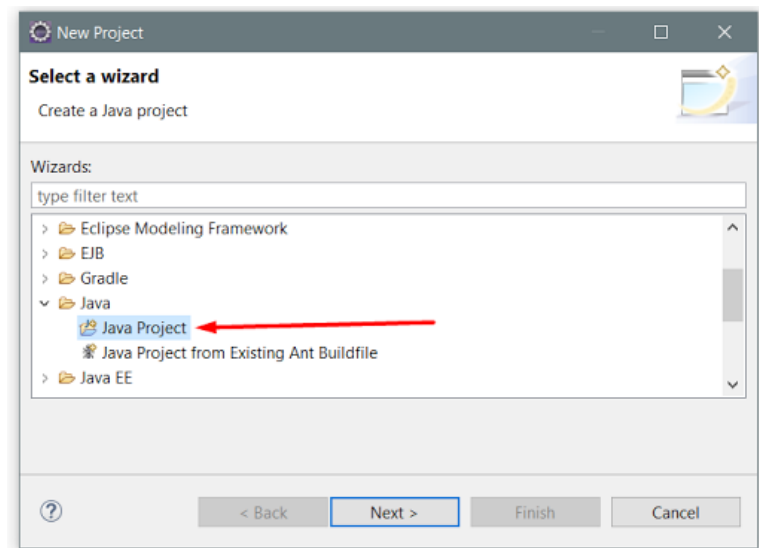 New Project
Select a wizard
Create a Java project
Wizards:
type filter text
Eclipse Modeling Framework
EJB
Gradle
Java
Java Project
Java Project from Existing Ant Buildfile
Java EE
? < Back Next > Finish Cancel